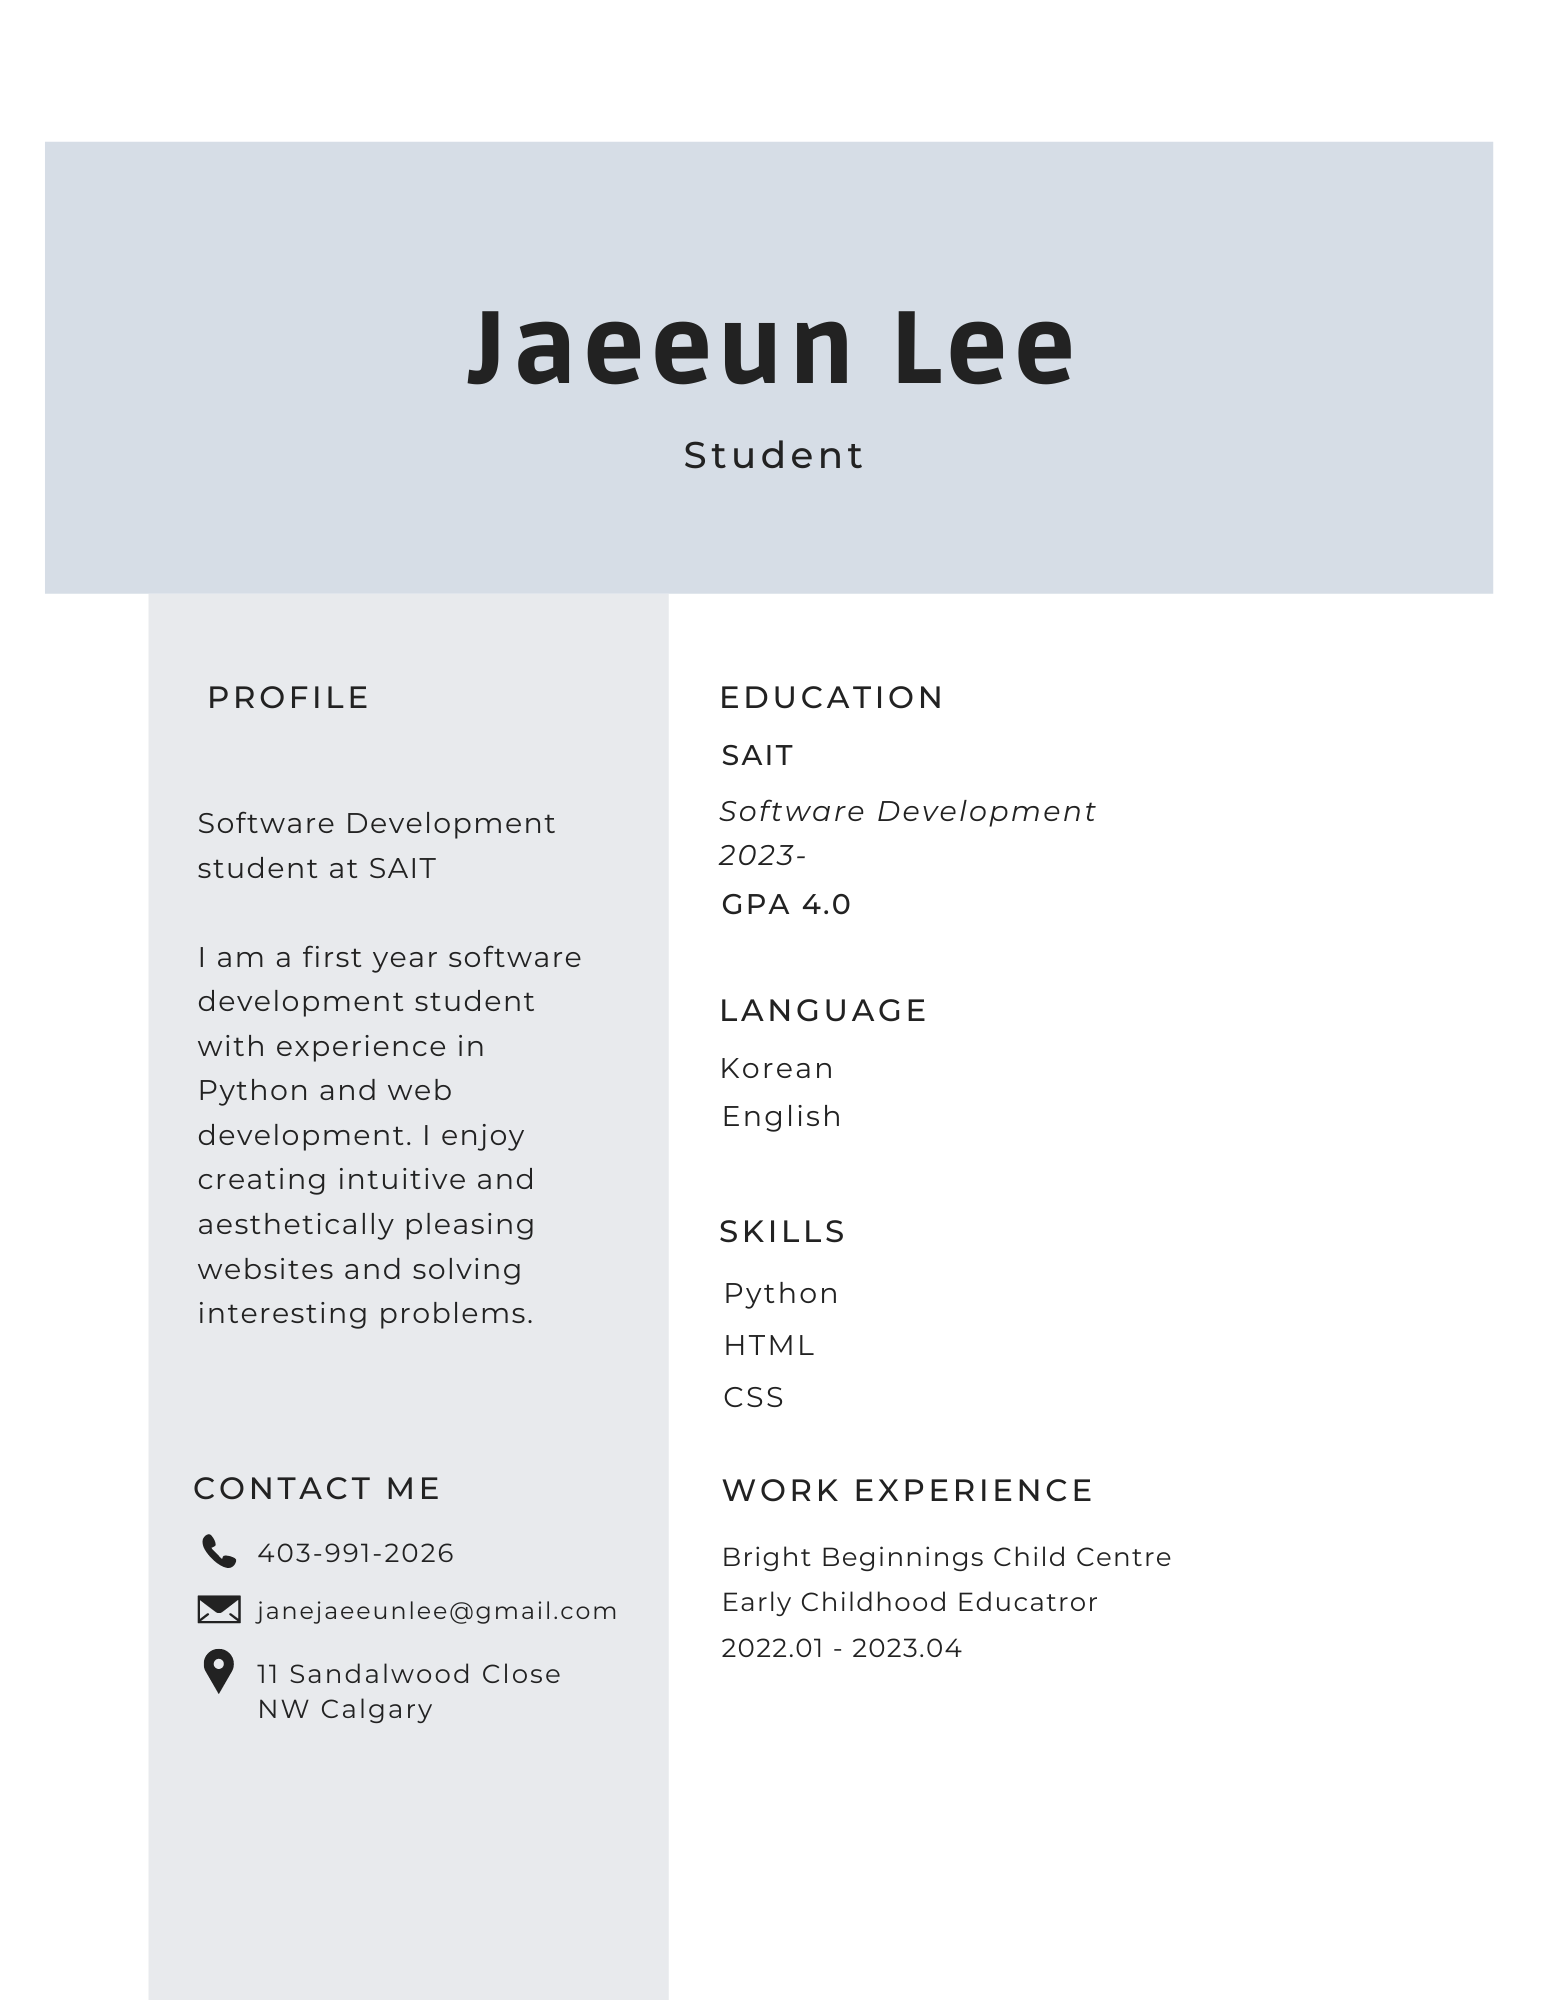 Jaeeun Lee
Student
PROFILE
Software Development
student at SAIT
I am a first year software
development student
with experience in
Python and web
development. I enjoy
creating intuitive and
aesthetically pleasing
websites and solving
interesting problems.
CONTACT ME
403-991-2026
janejaeeunlee@gmail.com
11 Sandalwood Close
NW Calgary
EDUCATION
SAIT
Software Development
2023-
GPA 4.0
LANGUAGE
Korean
English
SKILLS
Python
HTML
CSS
WORK EXPERIENCE
Bright Beginnings Child Centre
Early Childhood Educatror
2022.01 - 2023.04